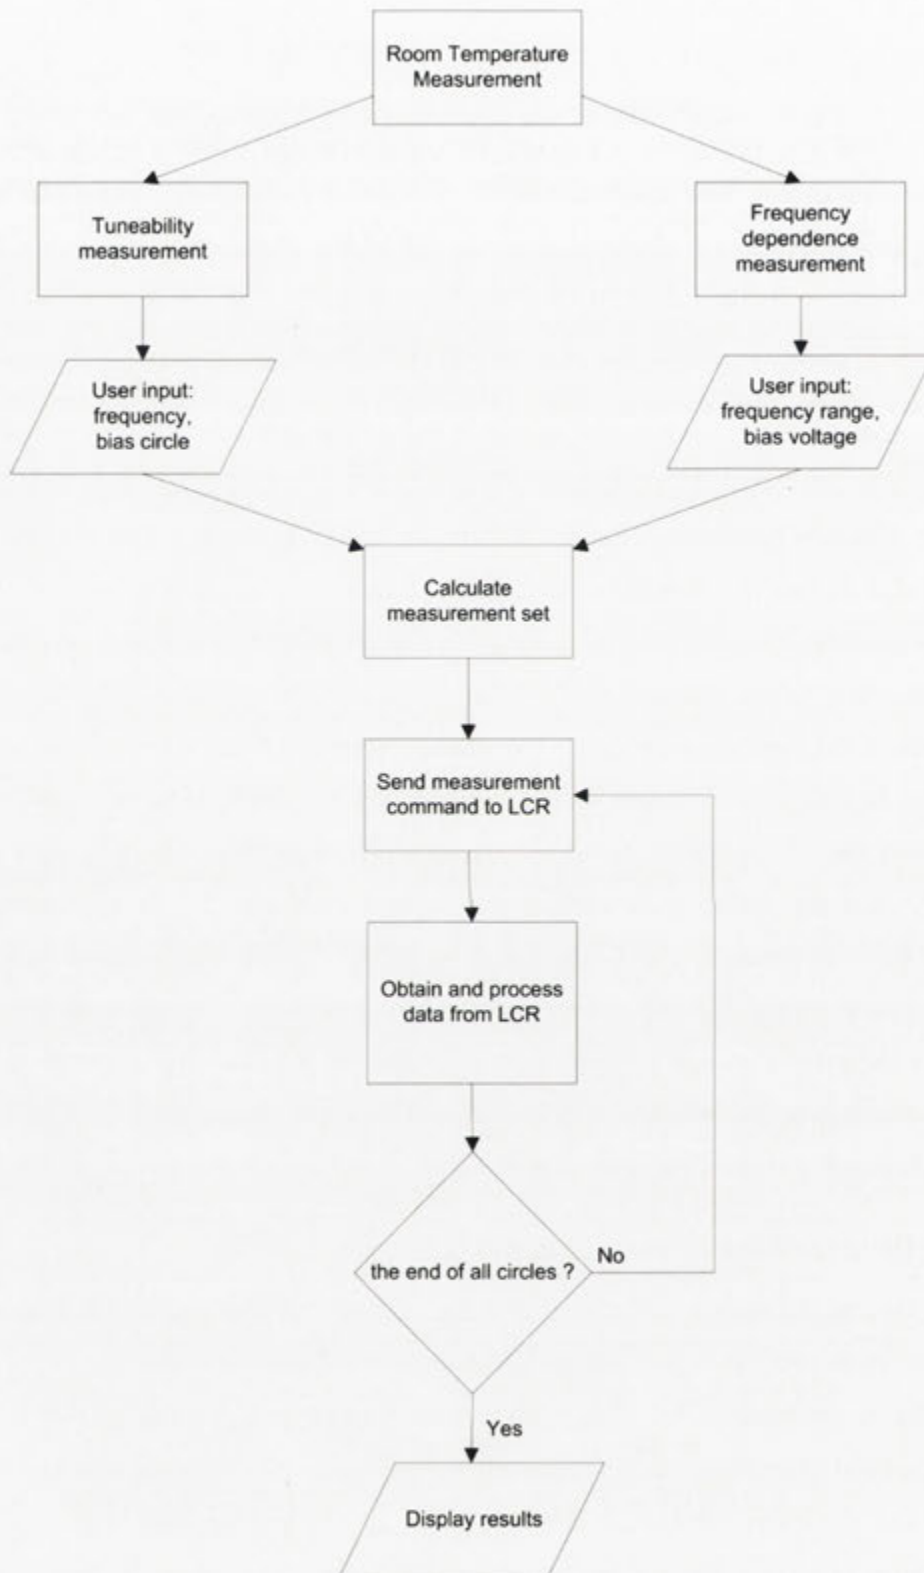 Room Temperature
Measurement
Tuneability
measurement
Frequency
dependence
measurement
User input:
frequency,
bias circle
User input:
frequency range,
bias voltage
Calculate
measurement set
Send measurement
command to LCR
Obtain and process
data from LCR
the end of all circles ?
No
Yes
Display results